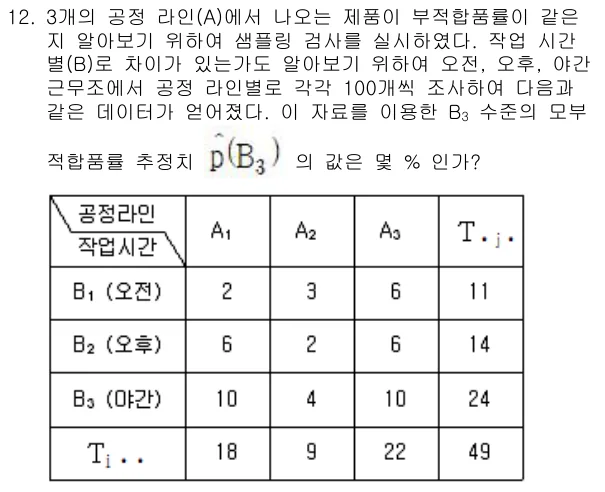 12. 3개의 공정 라인(A)에서 나오는 제품이 부적합품률이 같은
지 알아보기 위하여 샘플링 검사를 실시하였다. 작업 시간
별(B)로 차이가 있는가도 알아보기 위하여 오전, 오후, 야간
근무조에서 공정 라인별로 각각 100개씩 조사하여 다음과
같은 데이터가 얻어졌다. 이 자료를 이용한 B₃ 수준의 모부
적합품률 추정치 p̂(B₃) 의 값은 몇 % 인가?
공정라인 작업시간 A₁ A₂ A₃ T.ⱼ.
B₁ (오전) 2 3 6 11
B₂ (오후) 6 2 6 14
B₃ (야간) 10 4 10 24
Tᵢ.. 18 9 22 49